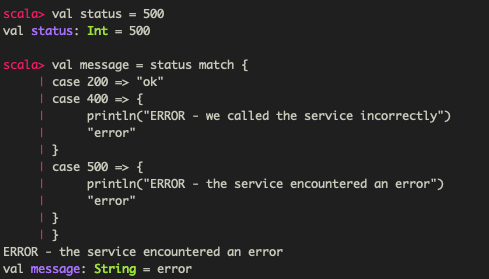 scala> val status = 500
val status: Int = 500
scala> val message = status match {
| case 200 => "ok"
| case 400 => {
| println("ERROR - we called the service incorrectly")
| "error"
| }
| case 500 => {
| println("ERROR - the service encountered an error")
| "error"
| }
| }
ERROR - the service encountered an error
val message: String = error